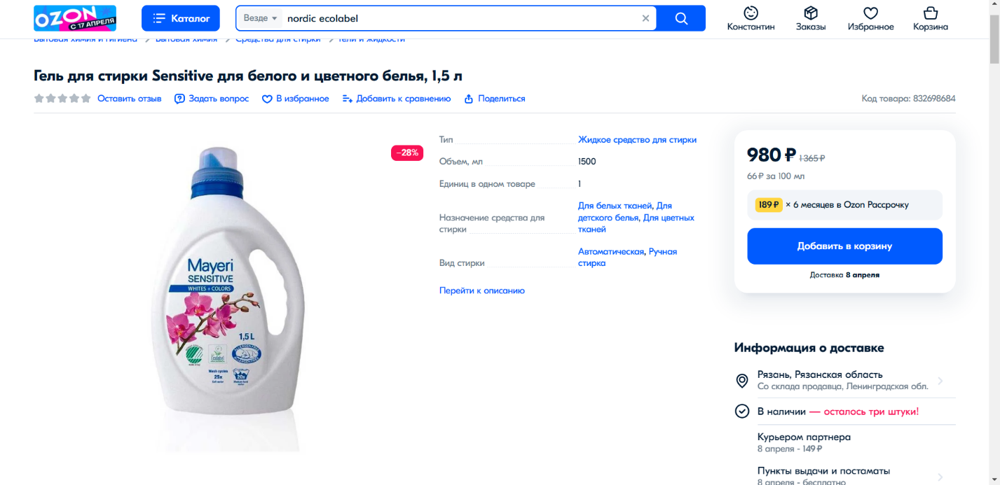 OZON
С 17 АПРЕЛЯ
Каталог
Везде
nordic ecolabel
Константин
Заказы
Избранное
Корзина
Бытовая химия и гигиена
Бытовая химия
Средства для стирки
Гели и жидкости
Гель для стирки Sensitive для белого и цветного белья, 1,5 л
Оставить отзыв
Задать вопрос
В избранное
Добавить к сравнению
Поделиться
Код товара: 832698684
–28%
Mayeri
SENSITIVE
WHITES + COLORS
1,5 L
Ecolabel
ALLERGEN FREE
Wash cycles
25x
20x
Тип
Жидкое средство для стирки
Объем, мл
1500
Единиц в одном товаре
1
Назначение средства для
стирки
Для белых тканей, Для
детского белья, Для цветных
тканей
Вид стирки
Автоматическая, Ручная
стирка
Перейти к описанию
980 ₽ 1 365 ₽
66 ₽ за 100 мл
189 ₽ × 6 месяцев в Ozon Рассрочку
Добавить в корзину
Доставка 8 апреля
Информация о доставке
Рязань, Рязанская область
Со склада продавца, Ленинградская обл.
В наличии — осталось три штуки!
Курьером партнера
8 апреля - 149 ₽
Пункты выдачи и постаматы
8 апреля - бесплатно